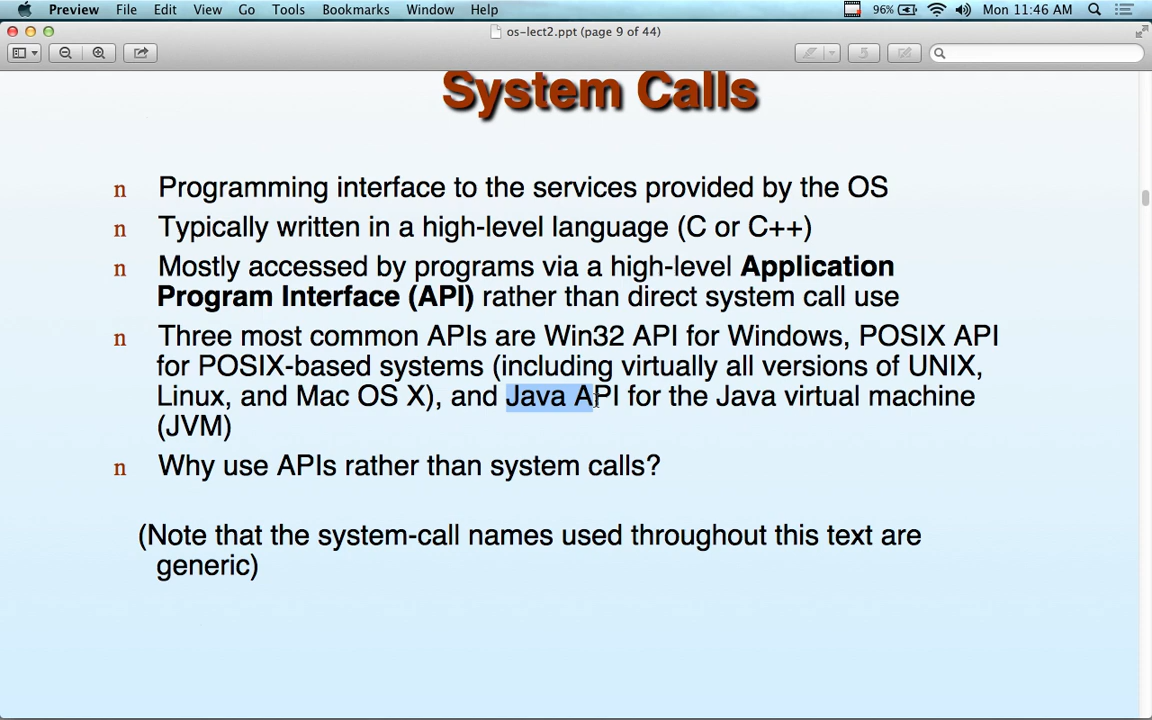 Preview File Edit View Go Tools Bookmarks Window Help 96% Mon 11:46 AM
os-lect2.ppt (page 9 of 44)
5
System Calls
n Programming interface to the services provided by the OS
n Typically written in a high-level language (C or C++)
n Mostly accessed by programs via a high-level Application
Program Interface (API) rather than direct system call use
n Three most common APIs are Win32 API for Windows, POSIX API
for POSIX-based systems (including virtually all versions of UNIX,
Linux, and Mac OS X), and Java API for the Java virtual machine
(JVM)
n Why use APIs rather than system calls?
(Note that the system-call names used throughout this text are
generic)